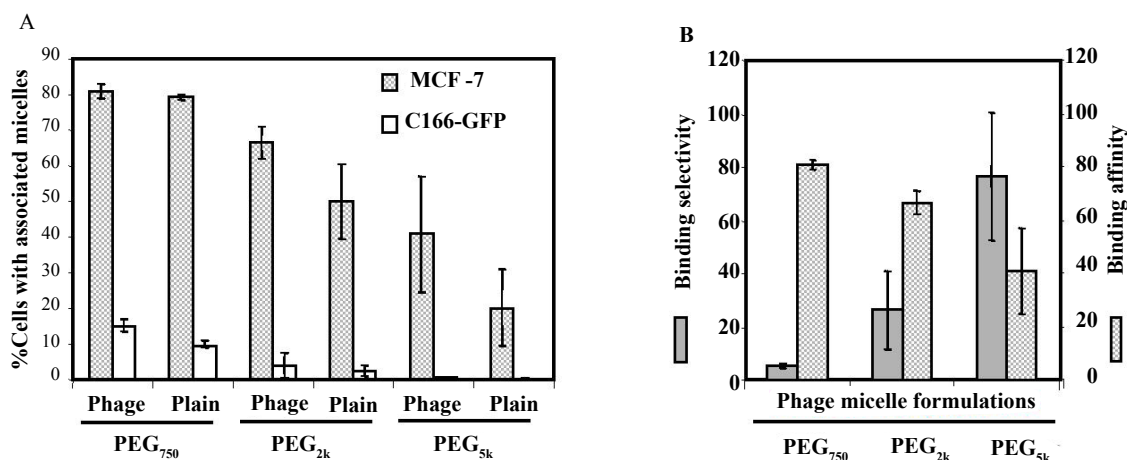 A
%Cells with associated micelles
90
80
70
60
50
40
30
20
10
0
MCF -7
C166-GFP
Phage Plain Phage Plain Phage Plain
PEG750 PEG2k PEG5k
B
Binding selectivity
120
100
80
60
40
20
0
120
100
80
60
40
20
0
Binding affinity
Phage micelle formulations
PEG750 PEG2k PEG5k